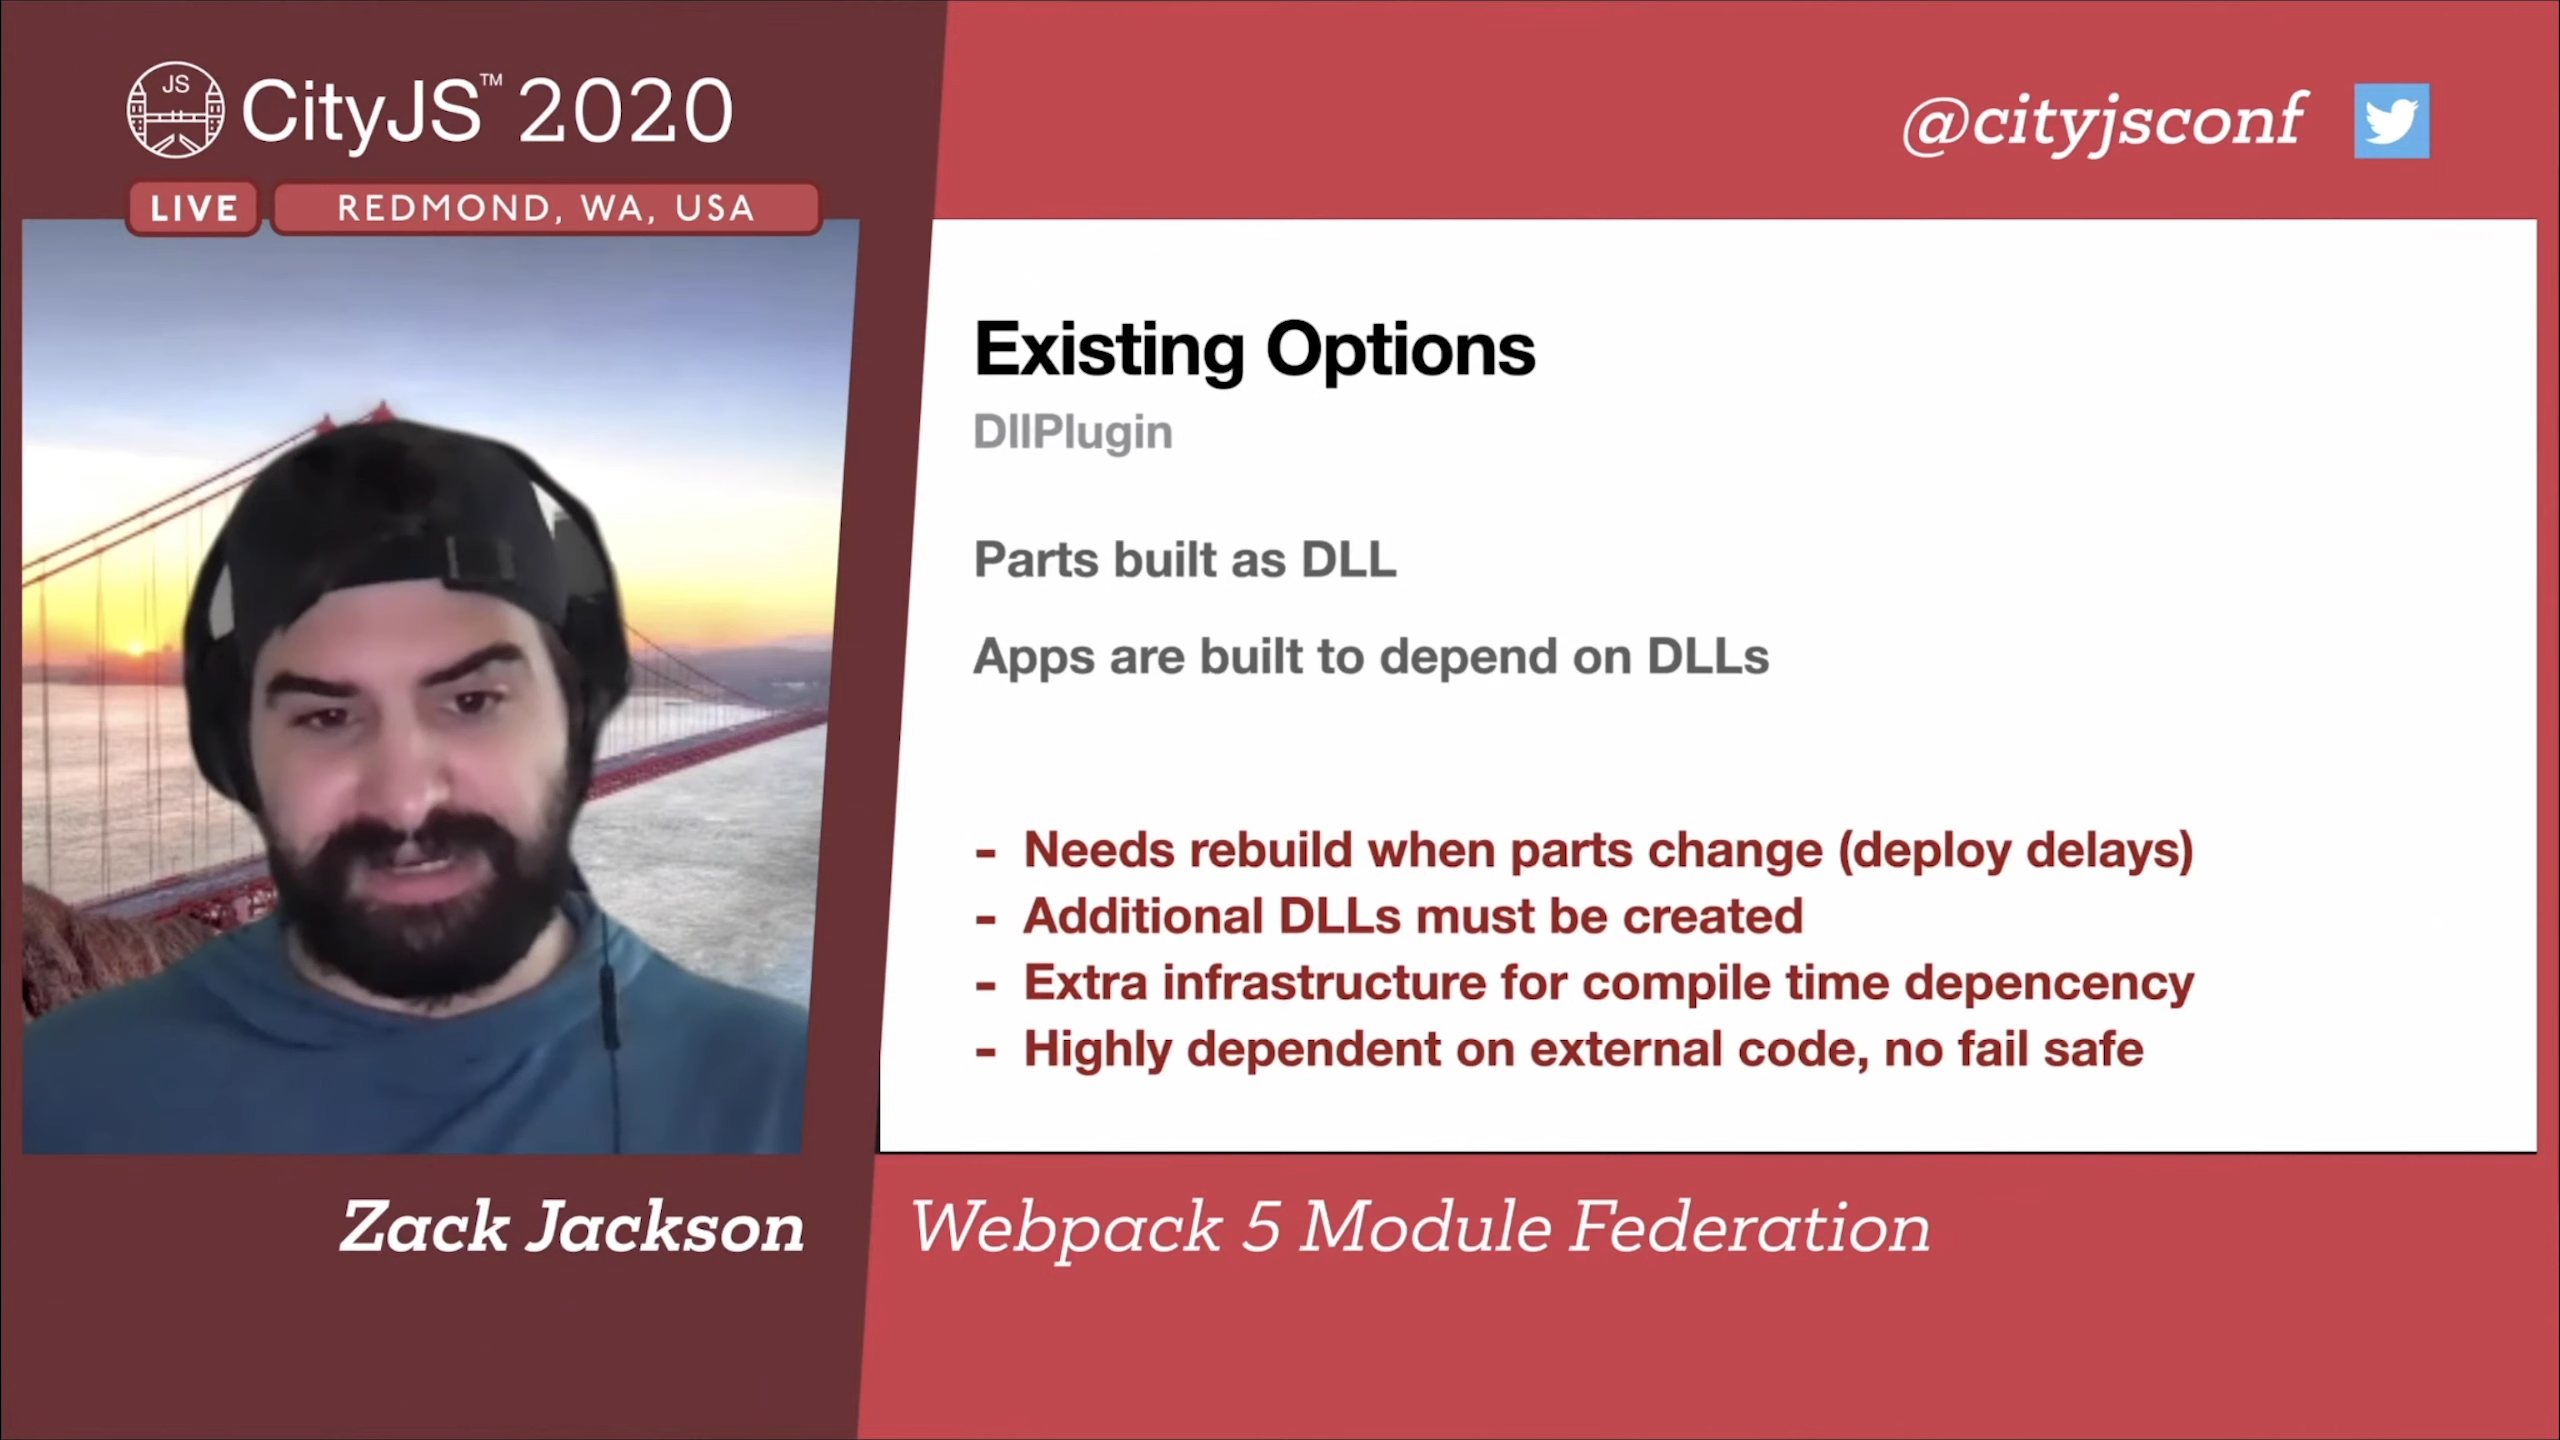 JS
CityJS™ 2020
@cityjsconf
LIVE
REDMOND, WA, USA
Existing Options
DllPlugin
Parts built as DLL
Apps are built to depend on DLLs
- Needs rebuild when parts change (deploy delays)
- Additional DLLs must be created
- Extra infrastructure for compile time depencency
- Highly dependent on external code, no fail safe
Zack Jackson
Webpack 5 Module Federation